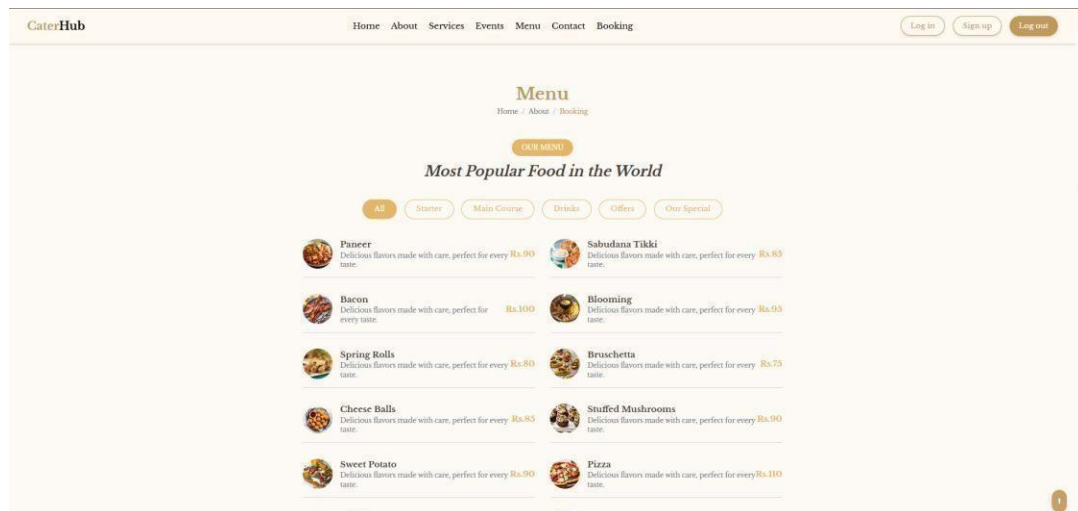 CaterHub
Home About Services Events Menu Contact Booking
Log in Sign up Log out
Menu
Home / About / Booking
OUR MENU
Most Popular Food in the World
All Starter Main Course Drinks Offers Our Special
Paneer
Delicious flavors made with care, perfect for every Rs.90
taste.
Sabudana Tikki
Delicious flavors made with care, perfect for every Rs.85
taste.
Bacon
Delicious flavors made with care, perfect for Rs.100
every taste.
Blooming
Delicious flavors made with care, perfect for every Rs.95
taste.
Spring Rolls
Delicious flavors made with care, perfect for every Rs.80
taste.
Bruschetta
Delicious flavors made with care, perfect for every Rs.75
taste.
Cheese Balls
Delicious flavors made with care, perfect for every Rs.85
taste.
Stuffed Mushrooms
Delicious flavors made with care, perfect for every Rs.90
taste.
Sweet Potato
Delicious flavors made with care, perfect for every Rs.90
taste.
Pizza
Delicious flavors made with care, perfect for every Rs.110
taste.